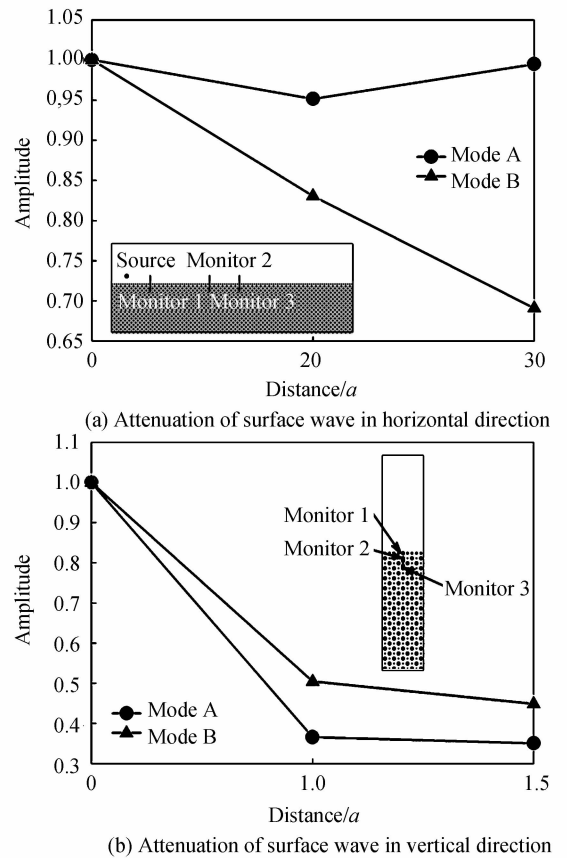 1.05
1.00
0,95
0.90
0.85
0.80
0.75
0.70
0.65
Amplitude
Mode A
Mode B
Source Monitor 2
Monitor 1 Monitor 3
0 20 30
Distance/a
(a) Attenuation of surface wave in horizontal direction
1.1
1.0
0.9
0.8
0.7
0.6
0.5
0.4
0.3
Amplitude
Monitor 1
Monitor 2
Monitor 3
Mode A
Mode B
0 1.0 1.5
Distance/a
(b) Attenuation of surface wave in vertical direction